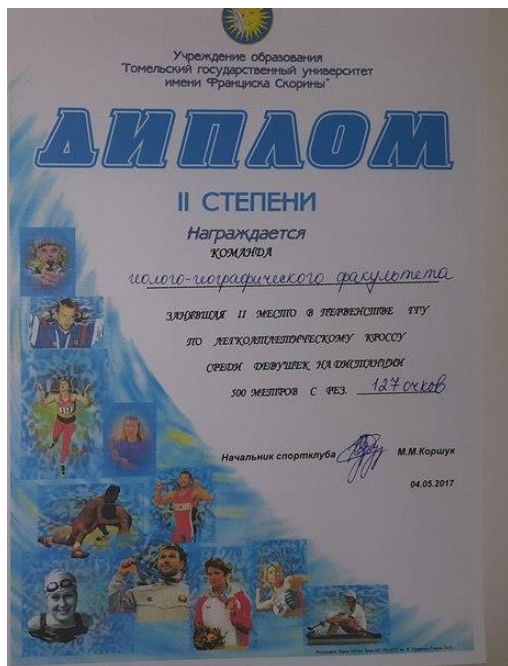 Учреждение образования
"Гомельский государственный университет
имени Франциска Скорины"
ДИПЛОМ
II СТЕПЕНИ
Награждается
КОМАНДА
геолого-географического факультета
ЗАНЯВШАЯ II МЕСТО В ПЕРВЕНСТВЕ ГГУ
ПО ЛЕГКОАТЛЕТИЧЕСКОМУ КРОССУ
СРЕДИ ДЕВУШЕК НА ДИСТАНЦИИ
500 МЕТРОВ С РЕЗ. 127 очков
Начальник спортклуба М.М.Коршук
04.05.2017